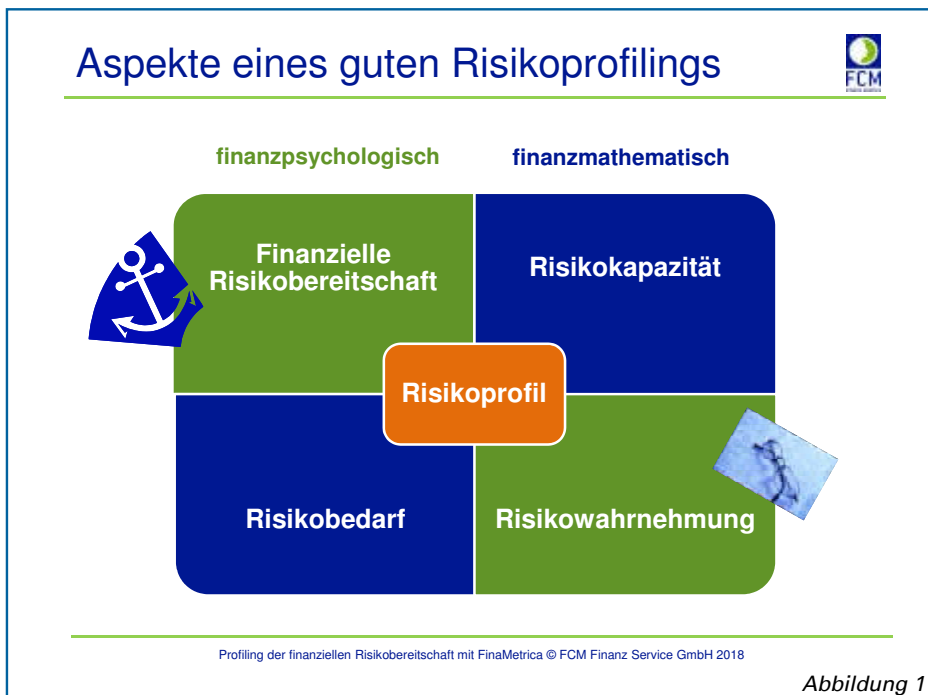 Aspekte eines guten Risikoprofilings
FCM
finanzpsychologisch
finanzmathematisch
Finanzielle
Risikobereitschaft
Risikokapazität
Risikoprofil
Risikobedarf
Risikowahrnehmung
Profiling der finanziellen Risikobereitschaft mit FinaMetrica © FCM Finanz Service GmbH 2018
Abbildung 1